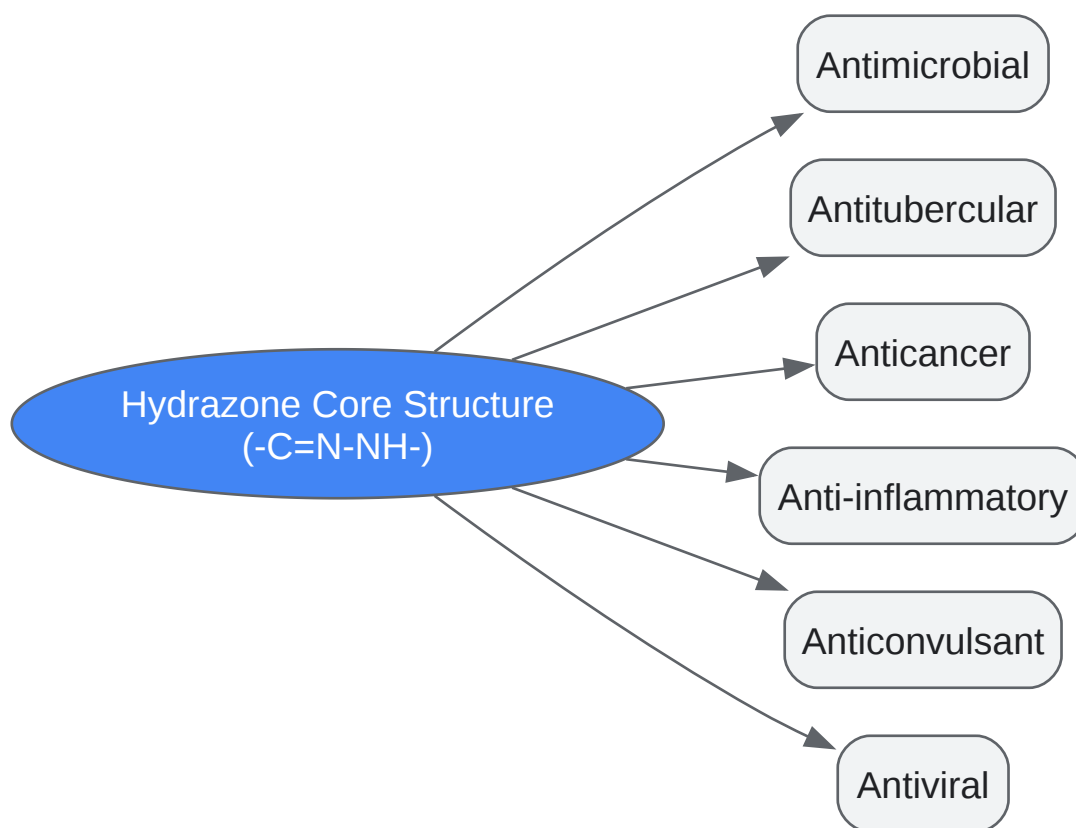 Antimicrobial
Antitubercular
Anticancer
Hydrazone Core Structure
(-C=N-NH-)
Anti-inflammatory
Anticonvulsant
Antiviral